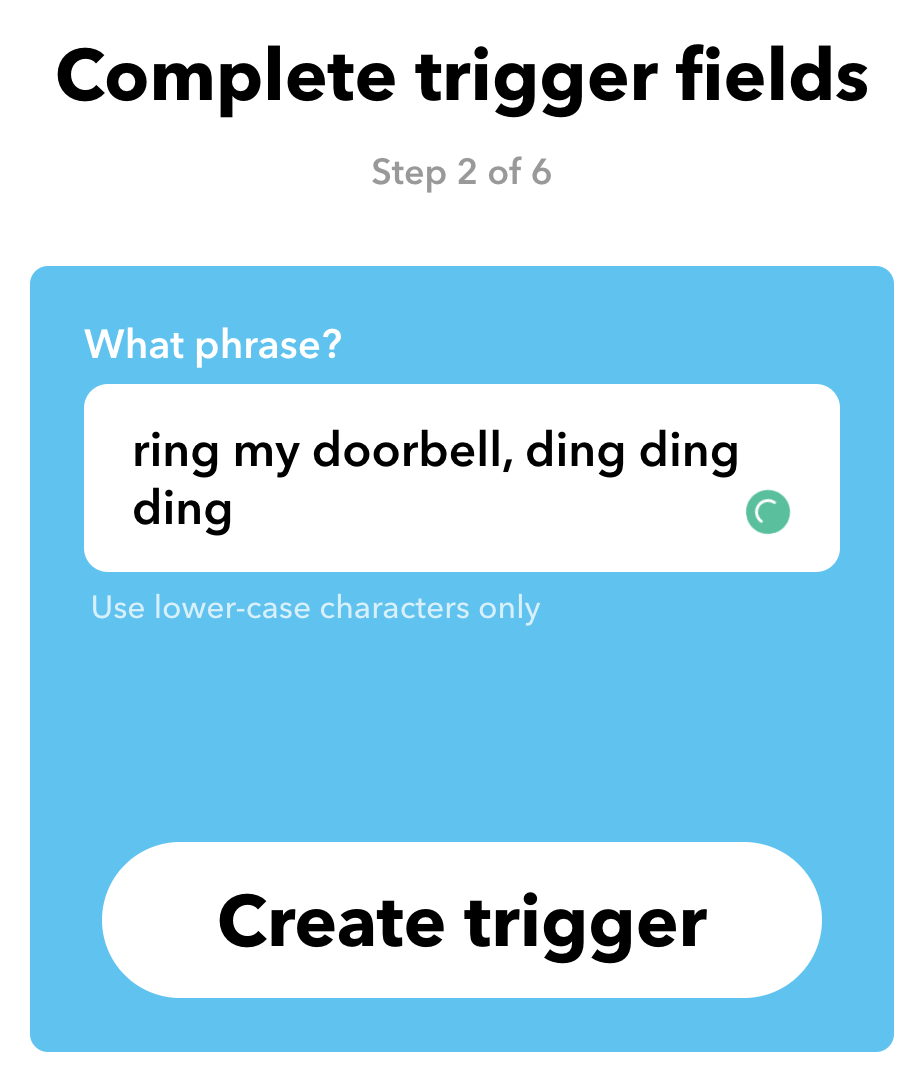 Complete trigger fields
Step 2 of 6
What phrase?
ring my doorbell, ding ding
ding
Use lower-case characters only
Create trigger